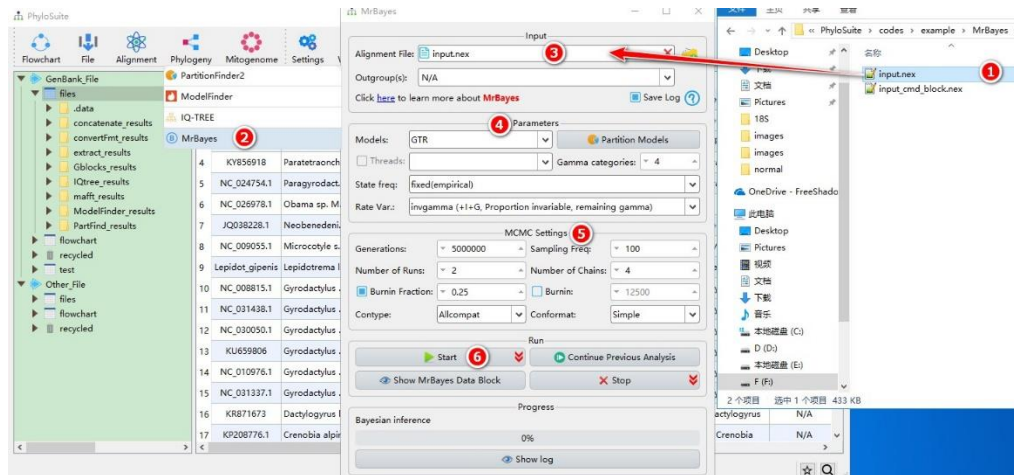 PhyloSuite
Flowchart File Alignment Phylogeny Mitogenome Settings
GenBank_File
files
.data
concatenate_results
convertFmt_results
extract_results
Gblocks_results
IQtree_results
mafft_results
ModelFinder_results
PartFind_results
flowchart
recycled
test
Other_File
files
flowchart
recycled
PartitionFinder2
ModelFinder
IQ-TREE
MrBayes 2
4 KY856918 Paratetraonch
5 NC_024754.1 Paragyrodact.
6 NC_026978.1 Obama sp. M
7 JQ038228.1 Neobenedeni.
8 NC_009055.1 Microcotyle s.
9 Lepidot_gipenis Lepidotrema l
10 NC_008815.1 Gyrodactylus
11 NC_031438.1 Gyrodactylus
12 NC_030050.1 Gyrodactylus
13 KU659806 Gyrodactylus
14 NC_010976.1 Gyrodactylus
15 NC_031337.1 Gyrodactylus
16 KR871673 Dactylogyrus
17 KP208776.1 Crenobia alpi
MrBayes
Input
Alignment File: input.nex 3
Outgroup(s): N/A
Click here to learn more about MrBayes Save Log
4 Parameters
Models: GTR Partition Models
Threads: Gamma categories: 4
State freq: fixed(empirical)
Rate Var.: invgamma (+I+G, Proportion invariable, remaining gamma)
MCMC Settings 5
Generations: 5000000 Sampling Freq: 100
Number of Runs: 2 Number of Chains: 4
Burnin Fraction: 0.25 Burnin: 12500
Contype: Allcompat Conformat: Simple
Run
Start 6 Continue Previous Analysis
Show MrBayes Data Block Stop
Progress
Bayesian inference
0%
Show log
文件 主页 共享 查看
« PhyloSuite › codes › example › MrBayes
Desktop
下载
文档
Pictures
18S
images
images
normal
OneDrive - FreeShado
此电脑
Desktop
Pictures
视频
文档
下载
音乐
本地磁盘 (C:)
D (D:)
本地磁盘 (E:)
F (F:)
名称
input.nex 1
input_cmd_block.nex
2 个项目 选中 1 个项目 433 KB
actylogyrus N/A
Crenobia N/A